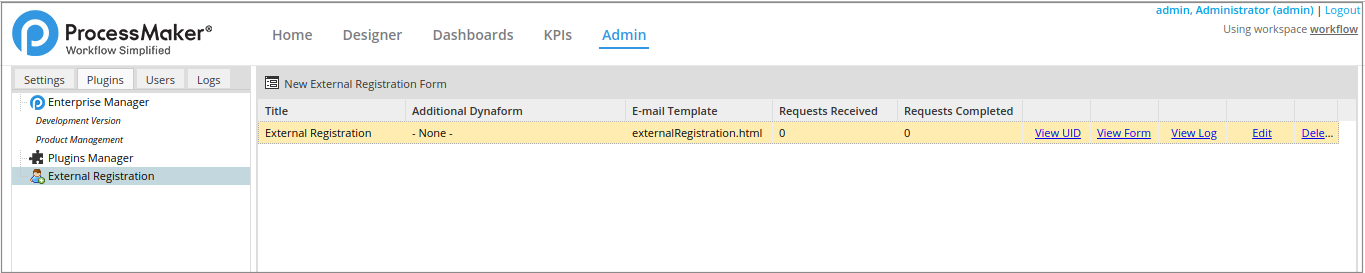 admin, Administrator (admin) | Logout
Using workspace workflow
ProcessMaker®
Workflow Simplified
Home Designer Dashboards KPIs Admin
Settings Plugins Users Logs
Enterprise Manager
Development Version
Product Management
Plugins Manager
External Registration
New External Registration Form
Title Additional Dynaform E-mail Template Requests Received Requests Completed
External Registration - None - externalRegistration.html 0 0 View UID View Form View Log Edit Dele...